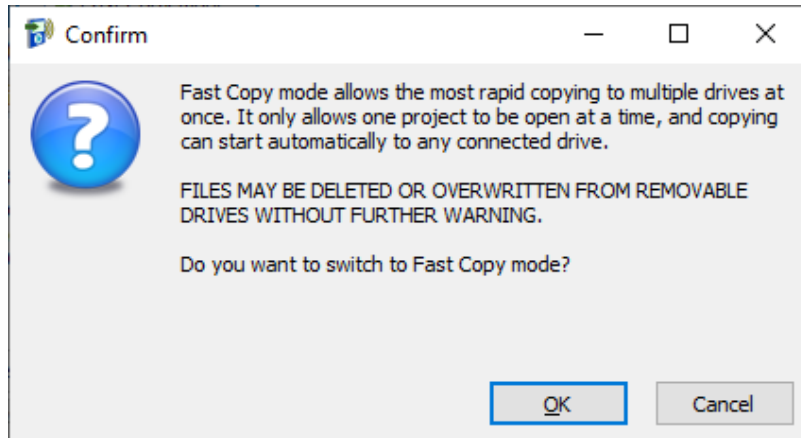 Confirm
Fast Copy mode allows the most rapid copying to multiple drives at
once. It only allows one project to be open at a time, and copying
can start automatically to any connected drive.
FILES MAY BE DELETED OR OVERWRITTEN FROM REMOVABLE
DRIVES WITHOUT FURTHER WARNING.
Do you want to switch to Fast Copy mode?
OK
Cancel